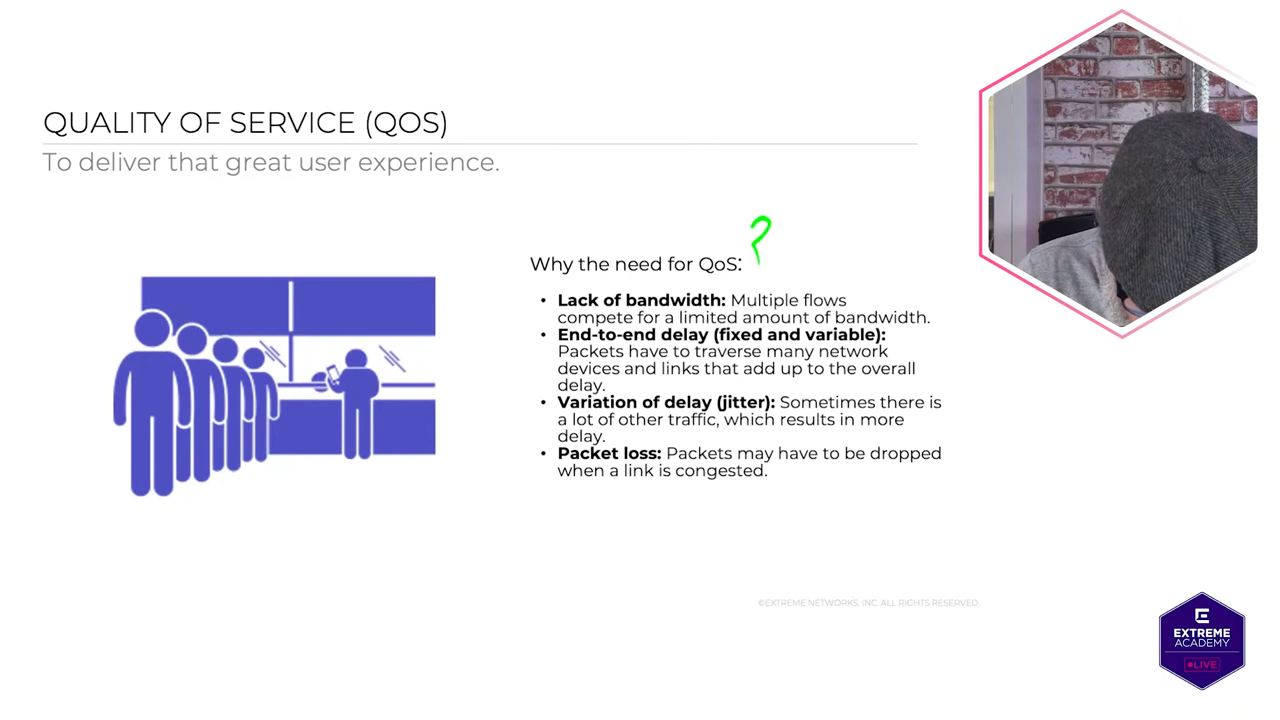 QUALITY OF SERVICE (QOS)
To deliver that great user experience.
Why the need for QoS: ?
• Lack of bandwidth: Multiple flows
compete for a limited amount of bandwidth.
• End-to-end delay (fixed and variable):
Packets have to traverse many network
devices and links that add up to the overall
delay.
• Variation of delay (jitter): Sometimes there is
a lot of other traffic, which results in more
delay.
• Packet loss: Packets may have to be dropped
when a link is congested.
©EXTREME NETWORKS, INC. ALL RIGHTS RESERVED.
E
EXTREME
ACADEMY
LIVE